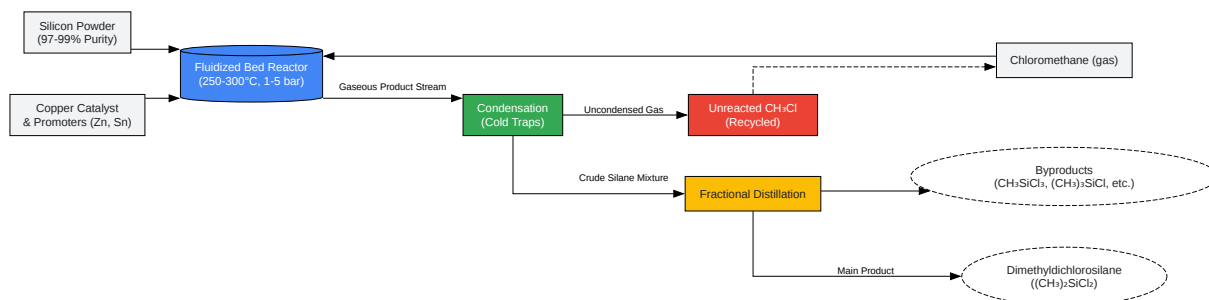 Silicon Powder
(97-99% Purity)
Fluidized Bed Reactor
(250-300°C, 1-5 bar)
Chloromethane (gas)
Copper Catalyst
& Promoters (Zn, Sn)
Gaseous Product Stream
Condensation
(Cold Traps)
Uncondensed Gas
Unreacted CH₃Cl
(Recycled)
Crude Silane Mixture
Fractional Distillation
Byproducts
(CH₃SiCl₃, (CH₃)₃SiCl, etc.)
Main Product
Dimethyldichlorosilane
((CH₃)₂SiCl₂)